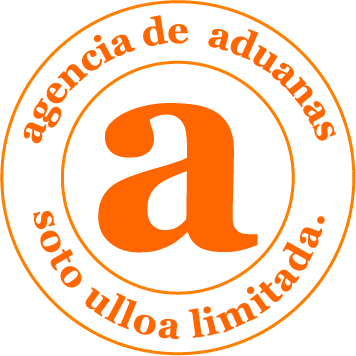 agencia de aduanas
a
soto ulloa limitada.